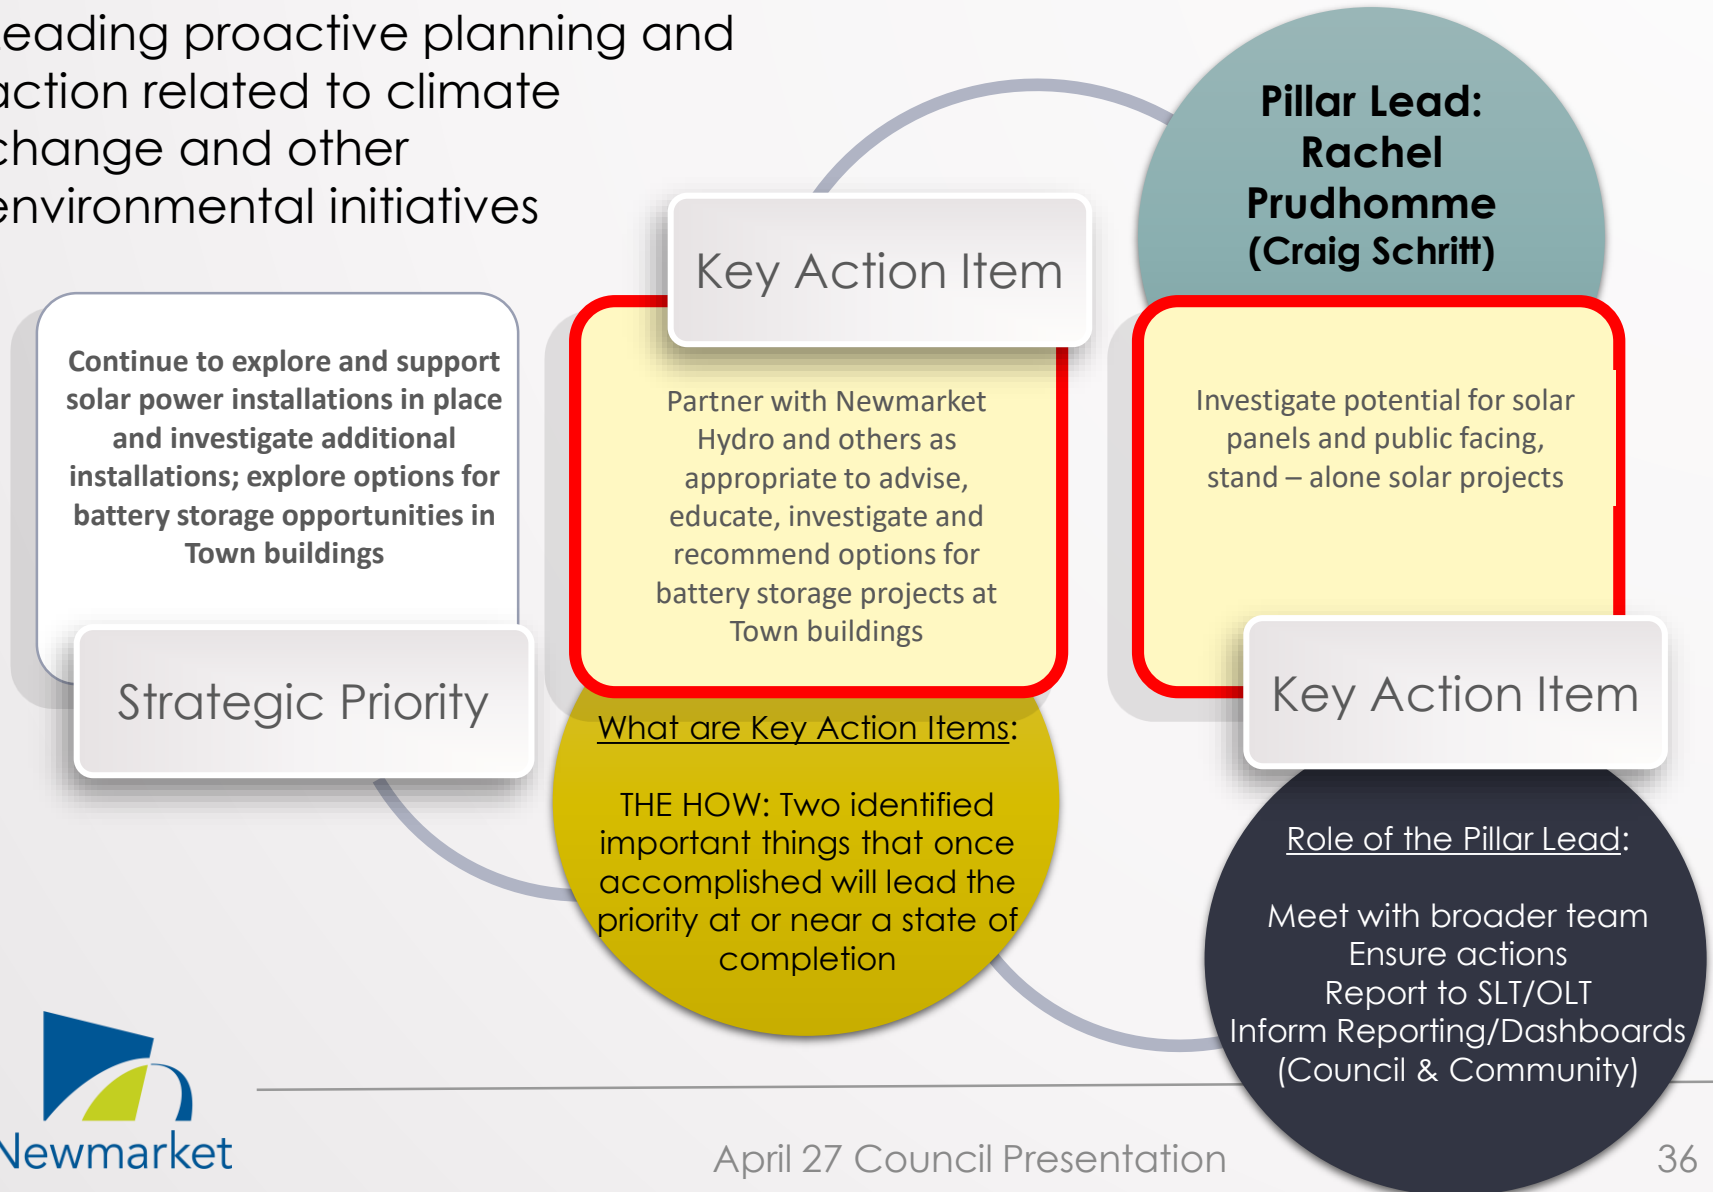 Leading proactive planning and
action related to climate
change and other
environmental initiatives
Pillar Lead:
Rachel
Prudhomme
(Craig Schritt)
Continue to explore and support
solar power installations in place
and investigate additional
installations; explore options for
battery storage opportunities in
Town buildings
Strategic Priority
Key Action Item
Partner with Newmarket
Hydro and others as
appropriate to advise,
educate, investigate and
recommend options for
battery storage projects at
Town buildings
What are Key Action Items:
THE HOW: Two identified
important things that once
accomplished will lead the
priority at or near a state of
completion
Investigate potential for solar
panels and public facing,
stand – alone solar projects
Key Action Item
Role of the Pillar Lead:
Meet with broader team
Ensure actions
Report to SLT/OLT
Inform Reporting/Dashboards
(Council & Community)
Newmarket
April 27 Council Presentation
36